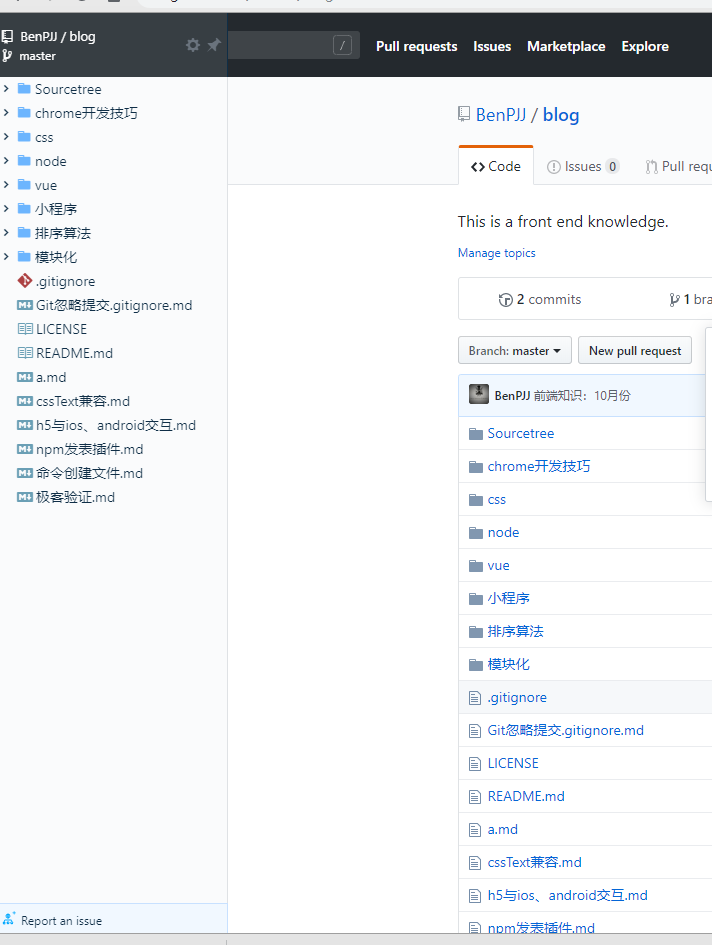 BenPJJ / blog
master
Sourcetree
chrome开发技巧
css
node
vue
小程序
排序算法
模块化
.gitignore
Git忽略提交.gitignore.md
LICENSE
README.md
a.md
cssText兼容.md
h5与ios、android交互.md
npm发表插件.md
命令创建文件.md
极客验证.md
Report an issue
/ Pull requests Issues Marketplace Explore
BenPJJ / blog
Code Issues 0 Pull requ
This is a front end knowledge.
Manage topics
2 commits 1 bra
Branch: master New pull request
BenPJJ 前端知识：10月份
Sourcetree
chrome开发技巧
css
node
vue
小程序
排序算法
模块化
.gitignore
Git忽略提交.gitignore.md
LICENSE
README.md
a.md
cssText兼容.md
h5与ios、android交互.md
npm发表插件.md